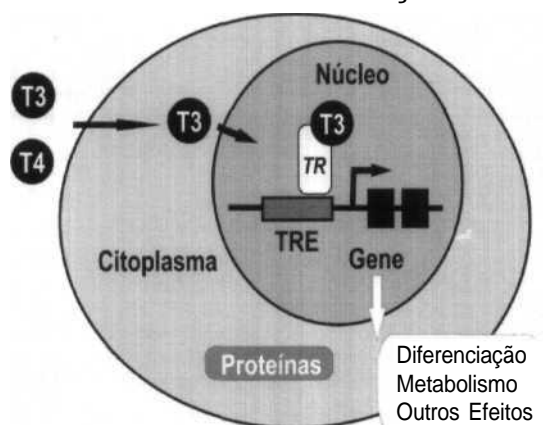 Núcleo
T3
T3
T3
T4
TR
TRE
Gene
Citoplasma
Proteínas
Diferenciação
Metabolismo
Outros Efeitos